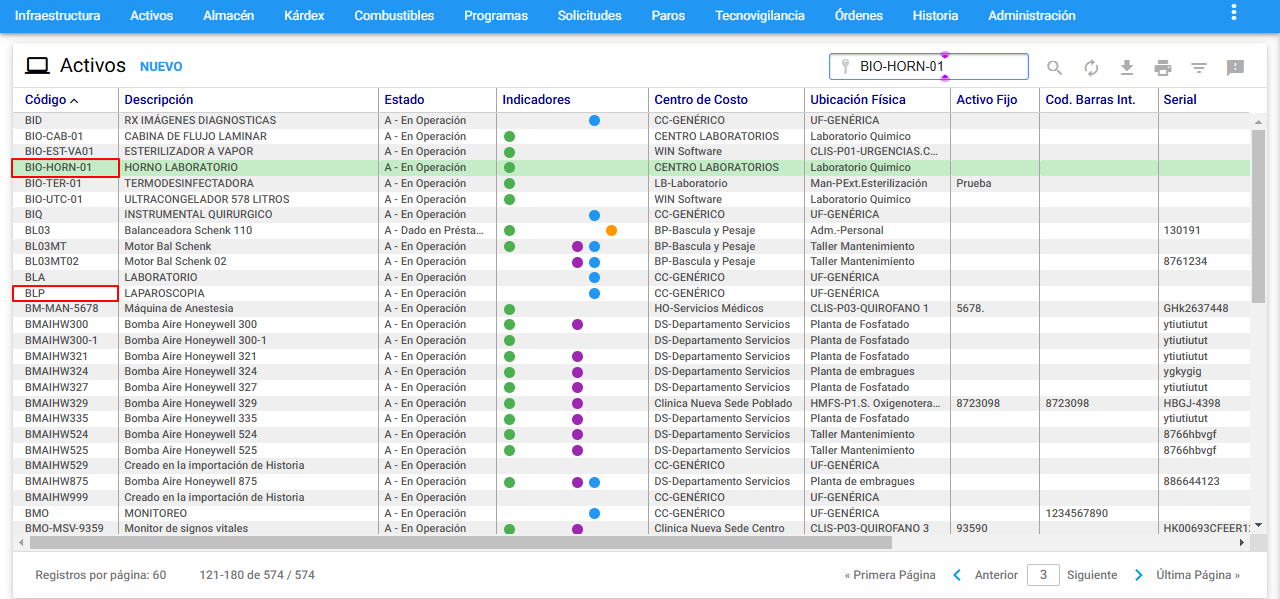 Infraestructura Activos Almacén Kárdex Combustibles Programas Solicitudes Paros Tecnovigilancia Órdenes Historia Administración
Activos NUEVO BIO-HORN-01
Código Descripción Estado Indicadores Centro de Costo Ubicación Física Activo Fijo Cod. Barras Int. Serial
BID RX IMÁGENES DIAGNOSTICAS A - En Operación CC-GENÉRICO UF-GENÉRICA
BIO-CAB-01 CABINA DE FLUJO LAMINAR A - En Operación CENTRO LABORATORIOS Laboratorio Quimico
BIO-EST-VA01 ESTERILIZADOR A VAPOR A - En Operación WIN Software CLIS-P01-URGENCIAS.C...
BIO-HORN-01 HORNO LABORATORIO A - En Operación CENTRO LABORATORIOS Laboratorio Quimico
BIO-TER-01 TERMODESINFECTADORA A - En Operación LB-Laboratorio Man-PExt.Esterilización Prueba
BIO-UTC-01 ULTRACONGELADOR 578 LITROS A - En Operación WIN Software Laboratorio Quimico
BIQ INSTRUMENTAL QUIRURGICO A - En Operación CC-GENÉRICO UF-GENÉRICA
BL03 Balanceadora Schenk 110 A - Dado en Présta... BP-Bascula y Pesaje Adm.-Personal 130191
BL03MT Motor Bal Schenk A - En Operación BP-Bascula y Pesaje Taller Mantenimiento
BL03MT02 Motor Bal Schenk 02 A - En Operación BP-Bascula y Pesaje Taller Mantenimiento 8761234
BLA LABORATORIO A - En Operación CC-GENÉRICO UF-GENÉRICA
BLP LAPAROSCOPIA A - En Operación CC-GENÉRICO UF-GENÉRICA
BM-MAN-5678 Máquina de Anestesia A - En Operación HO-Servicios Médicos CLIS-P03-QUIROFANO 1 5678. GHk2637448
BMAIHW300 Bomba Aire Honeywell 300 A - En Operación DS-Departamento Servicios Planta de Fosfatado ytiutiutut
BMAIHW300-1 Bomba Aire Honeywell 300-1 A - En Operación DS-Departamento Servicios Planta de Fosfatado ytiutiutut
BMAIHW321 Bomba Aire Honeywell 321 A - En Operación DS-Departamento Servicios Planta de Fosfatado ytiutiutut
BMAIHW324 Bomba Aire Honeywell 324 A - En Operación DS-Departamento Servicios Planta de embragues ygkygig
BMAIHW327 Bomba Aire Honeywell 327 A - En Operación DS-Departamento Servicios Planta de Fosfatado ytiutiutut
BMAIHW329 Bomba Aire Honeywell 329 A - En Operación Clinica Nueva Sede Poblado HMFS-P1.S. Oxigenotera... 8723098 8723098 HBGJ-4398
BMAIHW335 Bomba Aire Honeywell 335 A - En Operación DS-Departamento Servicios Planta de Fosfatado ytiutiutut
BMAIHW524 Bomba Aire Honeywell 524 A - En Operación DS-Departamento Servicios Taller Mantenimiento 8766hbvgf
BMAIHW525 Bomba Aire Honeywell 525 A - En Operación DS-Departamento Servicios Taller Mantenimiento 8766hbvgf
BMAIHW529 Creado en la importación de Historia A - En Operación CC-GENÉRICO UF-GENÉRICA
BMAIHW875 Bomba Aire Honeywell 875 A - En Operación DS-Departamento Servicios Planta de embragues 886644123
BMAIHW999 Creado en la importación de Historia A - En Operación CC-GENÉRICO UF-GENÉRICA
BMO MONITOREO A - En Operación CC-GENÉRICO UF-GENÉRICA 1234567890
BMO-MSV-9359 Monitor de signos vitales A - En Operación Clinica Nueva Sede Centro CLIS-P03-QUIROFANO 3 93590 HK00693CFEER12
Registros por página: 60 121-180 de 574 / 574 « Primera Página Anterior 3 Siguiente Última Página »